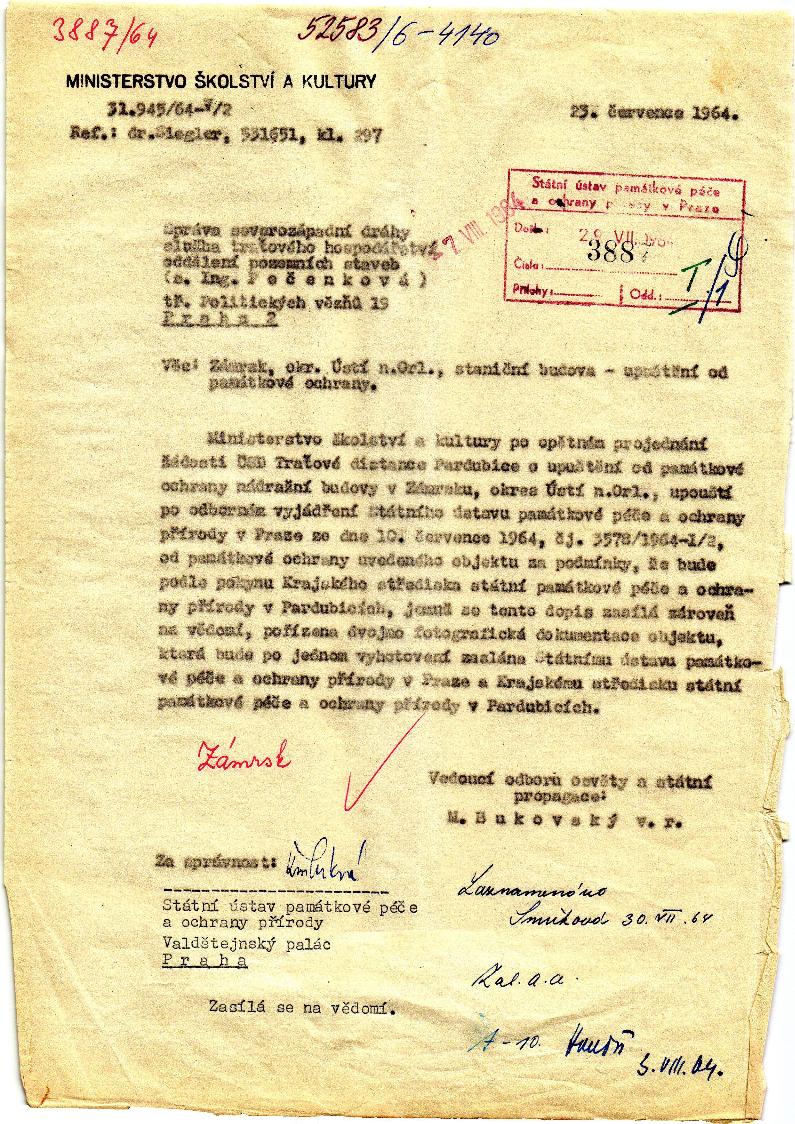 3887/64
52583/6-4140
MINISTERSTVO ŠKOLSTVÍ A KULTURY
31.945/64-V/2
23. července 1964.
Ref.: dr.Siegler, 531651, kl. 297
Státní ústav památkové péče
a ochrany přírody v Praze
Došlo: 29. VII. 1964
Číslo: 3887
Přílohy: Odd.:
I/1
27 VIII. 1964
Správa severozápadní dráhy
služba traťového hospodářství
oddělení pozemních staveb
(s. Ing. P e č e n k o v á )
tř. Politických vězňů 19
P r a h a 2
Věc: Zámrsk, okr. Ústí n.Orl., staniční budova - upuštění od
památkové ochrany.
Ministerstvo školství a kultury po opětném projednání
žádosti ČSD Traťové distance Pardubice o upuštění od památkové
ochrany nádražní budovy v Zámrsku, okres Ústí n.Orl., upouští
po odborném vyjádření Státního ústavu památkové péče a ochrany
přírody v Praze ze dne 10. července 1964, čj. 3578/1964-1/2,
od památkové ochrany uvedeného objektu za podmínky, že bude
podle pokynu Krajského střediska státní památkové péče a ochra-
ny přírody v Pardubicích, jemuž se tento dopis zasílá zároveň
na vědomí, pořízena dvojmo fotografická dokumentace objektu,
která bude po jednom vyhotovení zaslána Státnímu ústavu památko-
vé péče a ochrany přírody v Praze a Krajskému středisku státní
památkové péče a ochrany přírody v Pardubicích.
Zámrsk
Vedoucí odboru osvěty a státní
propagace:
M. B u k o v s k ý v. r.
Za správnost:
Státní ústav památkové péče
a ochrany přírody
Valdštejnský palác
P r a h a
Zaznamenáno
30. VII. 64
Zasílá se na vědomí.
Zal. a.a.
A-10.
3. VIII. 64.